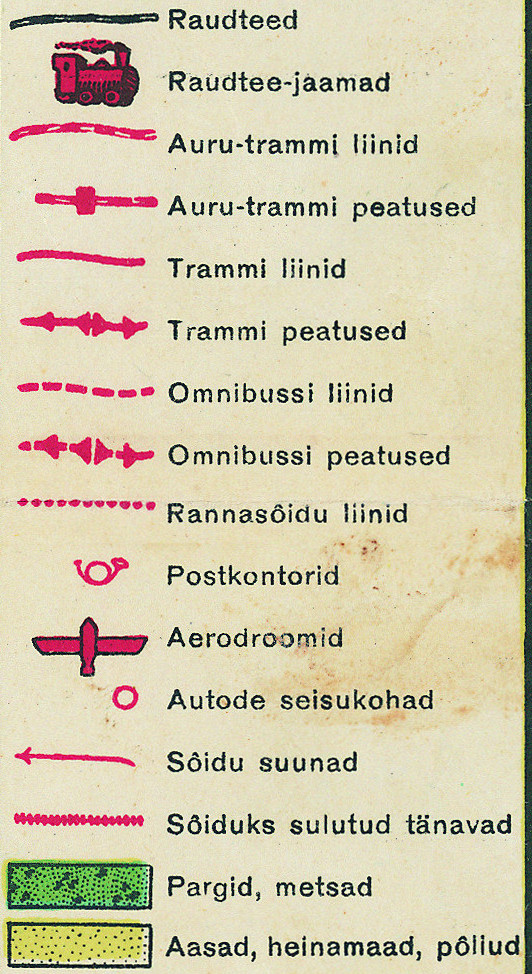 Raudteed
Raudtee-jaamad
Auru-trammi liinid
Auru-trammi peatused
Trammi liinid
Trammi peatused
Omnibussi liinid
Omnibussi peatused
Rannasôidu liinid
Postkontorid
Aerodroomid
Autode seisukohad
Sôidu suunad
Sôiduks sulutud tänavad
Pargid, metsad
Aasad, heinamaad, pôllud